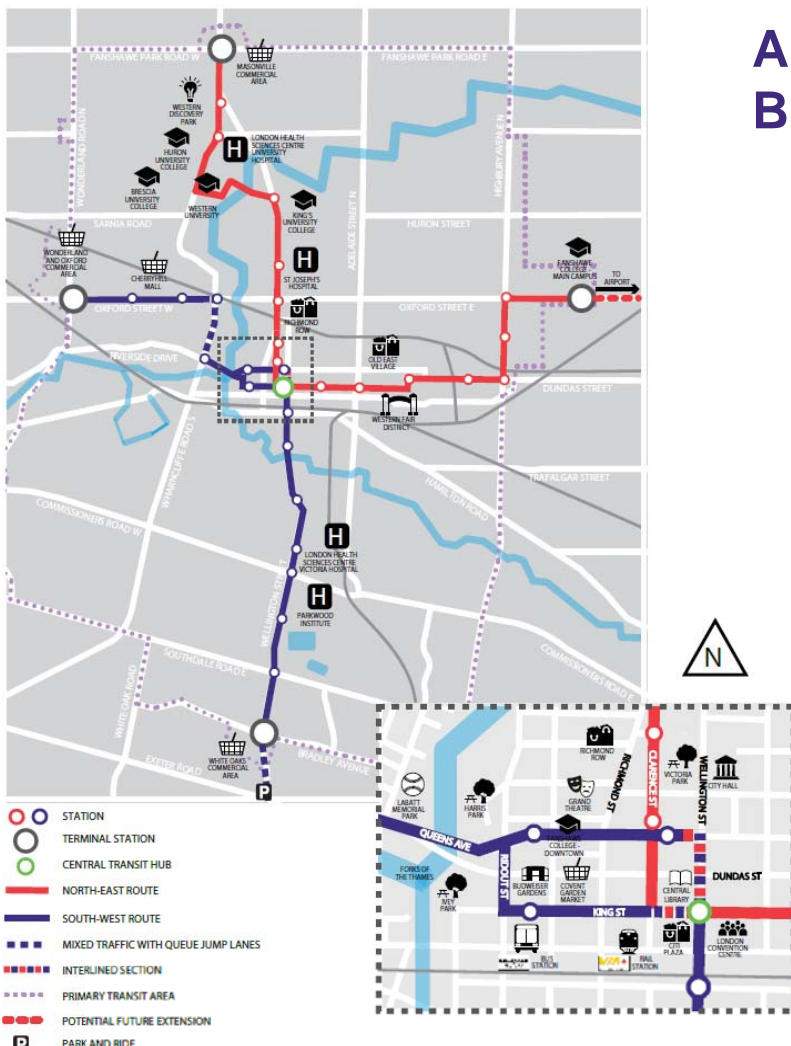 A
B
FANSHAWE PARK ROAD W
FANSHAWE PARK ROAD E
MASONVILLE
COMMERCIAL
AREA
WESTERN
DISCOVERY
PARK
WONDERLAND ROAD N
HURON
UNIVERSITY
COLLEGE
H
LONDON HEALTH
SCIENCES CENTRE
UNIVERSITY
HOSPITAL
HIGHBURY AVENUE N
BRESCIA
UNIVERSITY
COLLEGE
WESTERN
UNIVERSITY
KING'S
UNIVERSITY
COLLEGE
ADELAIDE STREET N
SARNIA ROAD
HURON STREET
WONDERLAND
AND OXFORD
COMMERCIAL
AREA
CHERRYHILL
MALL
H
ST JOSEPH'S
HOSPITAL
FANSHAWE
COLLEGE
MAIN CAMPUS
TO
AIRPORT
OXFORD STREET W
RICHMOND
ROW
OXFORD STREET E
RIVERSIDE DRIVE
OLD EAST
VILLAGE
DUNDAS STREET
WESTERN FAIR
DISTRICT
WHARNCLIFFE ROAD S
TRAFALGAR STREET
HAMILTON ROAD
COMMISSIONERS ROAD W
H
LONDON HEALTH
SCIENCES CENTRE
VICTORIA HOSPITAL
WELLINGTON STREET
H
PARKWOOD
INSTITUTE
SOUTHDALE ROAD E
COMMISSIONERS ROAD E
WHITE OAK ROAD
N
WHITE OAKS
COMMERCIAL
AREA
BRADLEY AVENUE
EXETER ROAD
P
RICHMOND
ROW
RICHMOND ST
CLARENCE ST
VICTORIA
PARK
WELLINGTON ST
CITY HALL
LABATT
MEMORIAL
PARK
HARRIS
PARK
GRAND
THEATRE
QUEENS AVE
FANSHAWE
COLLEGE -
DOWNTOWN
RIDOUT ST
FORKS OF
THE THAMES
IVEY
PARK
BUDWEISER
GARDENS
COVENT
GARDEN
MARKET
CENTRAL
LIBRARY
DUNDAS ST
KING ST
CITI
PLAZA
LONDON
CONVENTION
CENTRE
BUS
STATION
VIA
RAIL
STATION
STATION
TERMINAL STATION
CENTRAL TRANSIT HUB
NORTH-EAST ROUTE
SOUTH-WEST ROUTE
MIXED TRAFFIC WITH QUEUE JUMP LANES
INTERLINED SECTION
PRIMARY TRANSIT AREA
POTENTIAL FUTURE EXTENSION
P PARK AND RIDE